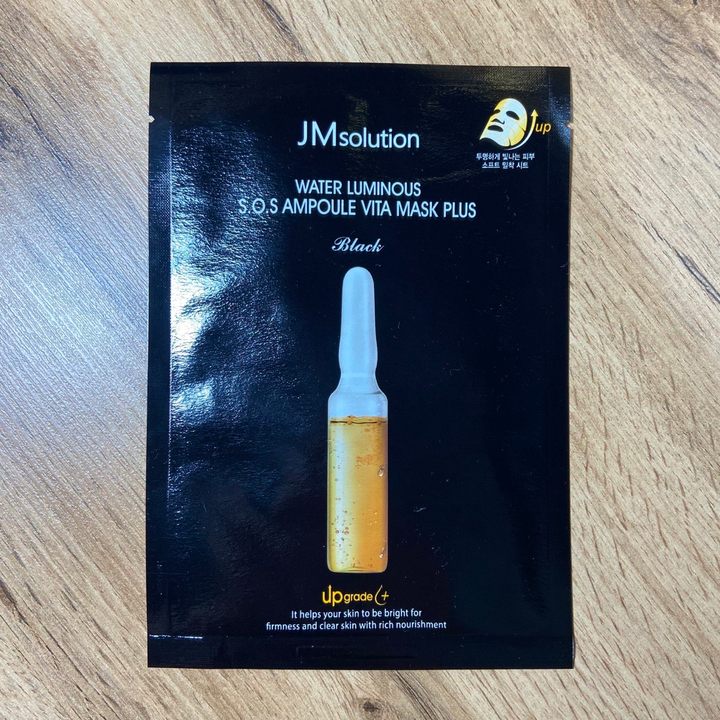 JMsolution
up
투명하게 빛나는 피부
소프트 밀착 시트
WATER LUMINOUS
S.O.S AMPOULE VITA MASK PLUS
Black
upgrade +
It helps your skin to be bright for
firmness and clear skin with rich nourishment